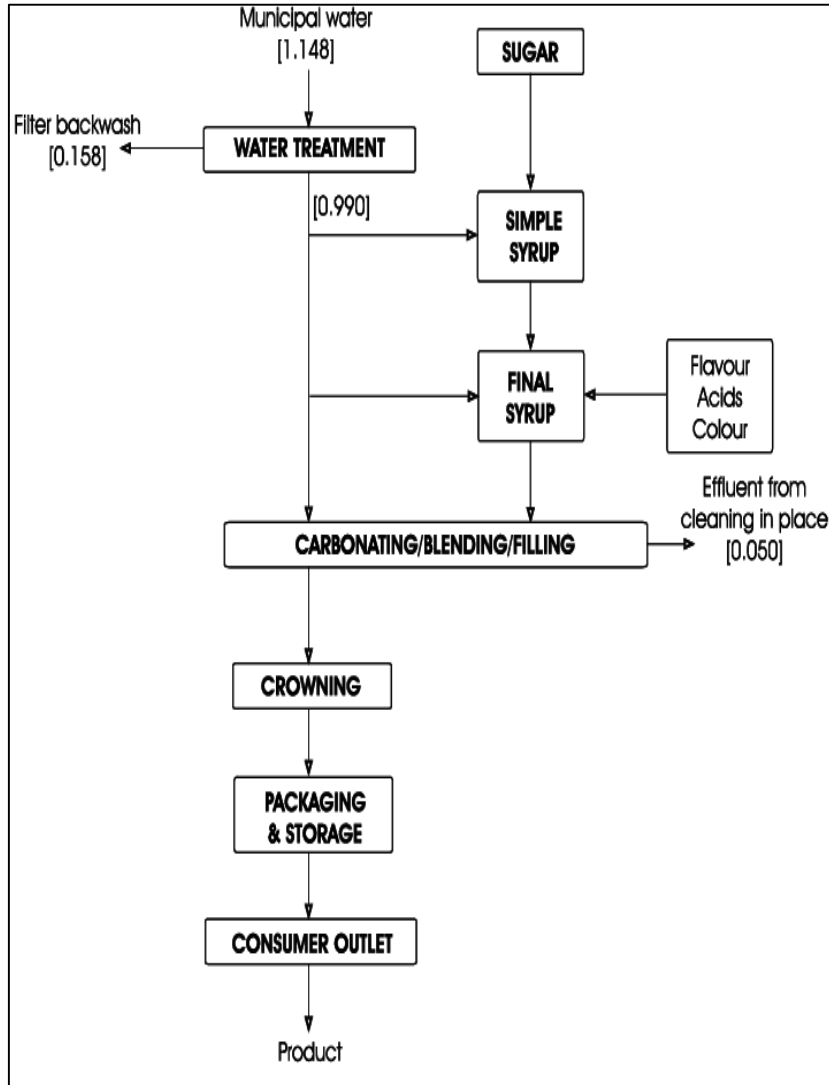 Municipal water
[1.148]
SUGAR
Filter backwash
[0.158]
WATER TREATMENT
[0.990]
SIMPLE
SYRUP
FINAL
SYRUP
Flavour
Acids
Colour
Effluent from
cleaning in place
[0.050]
CARBONATING/BLENDING/FILLING
CROWNING
PACKAGING
& STORAGE
CONSUMER OUTLET
Product